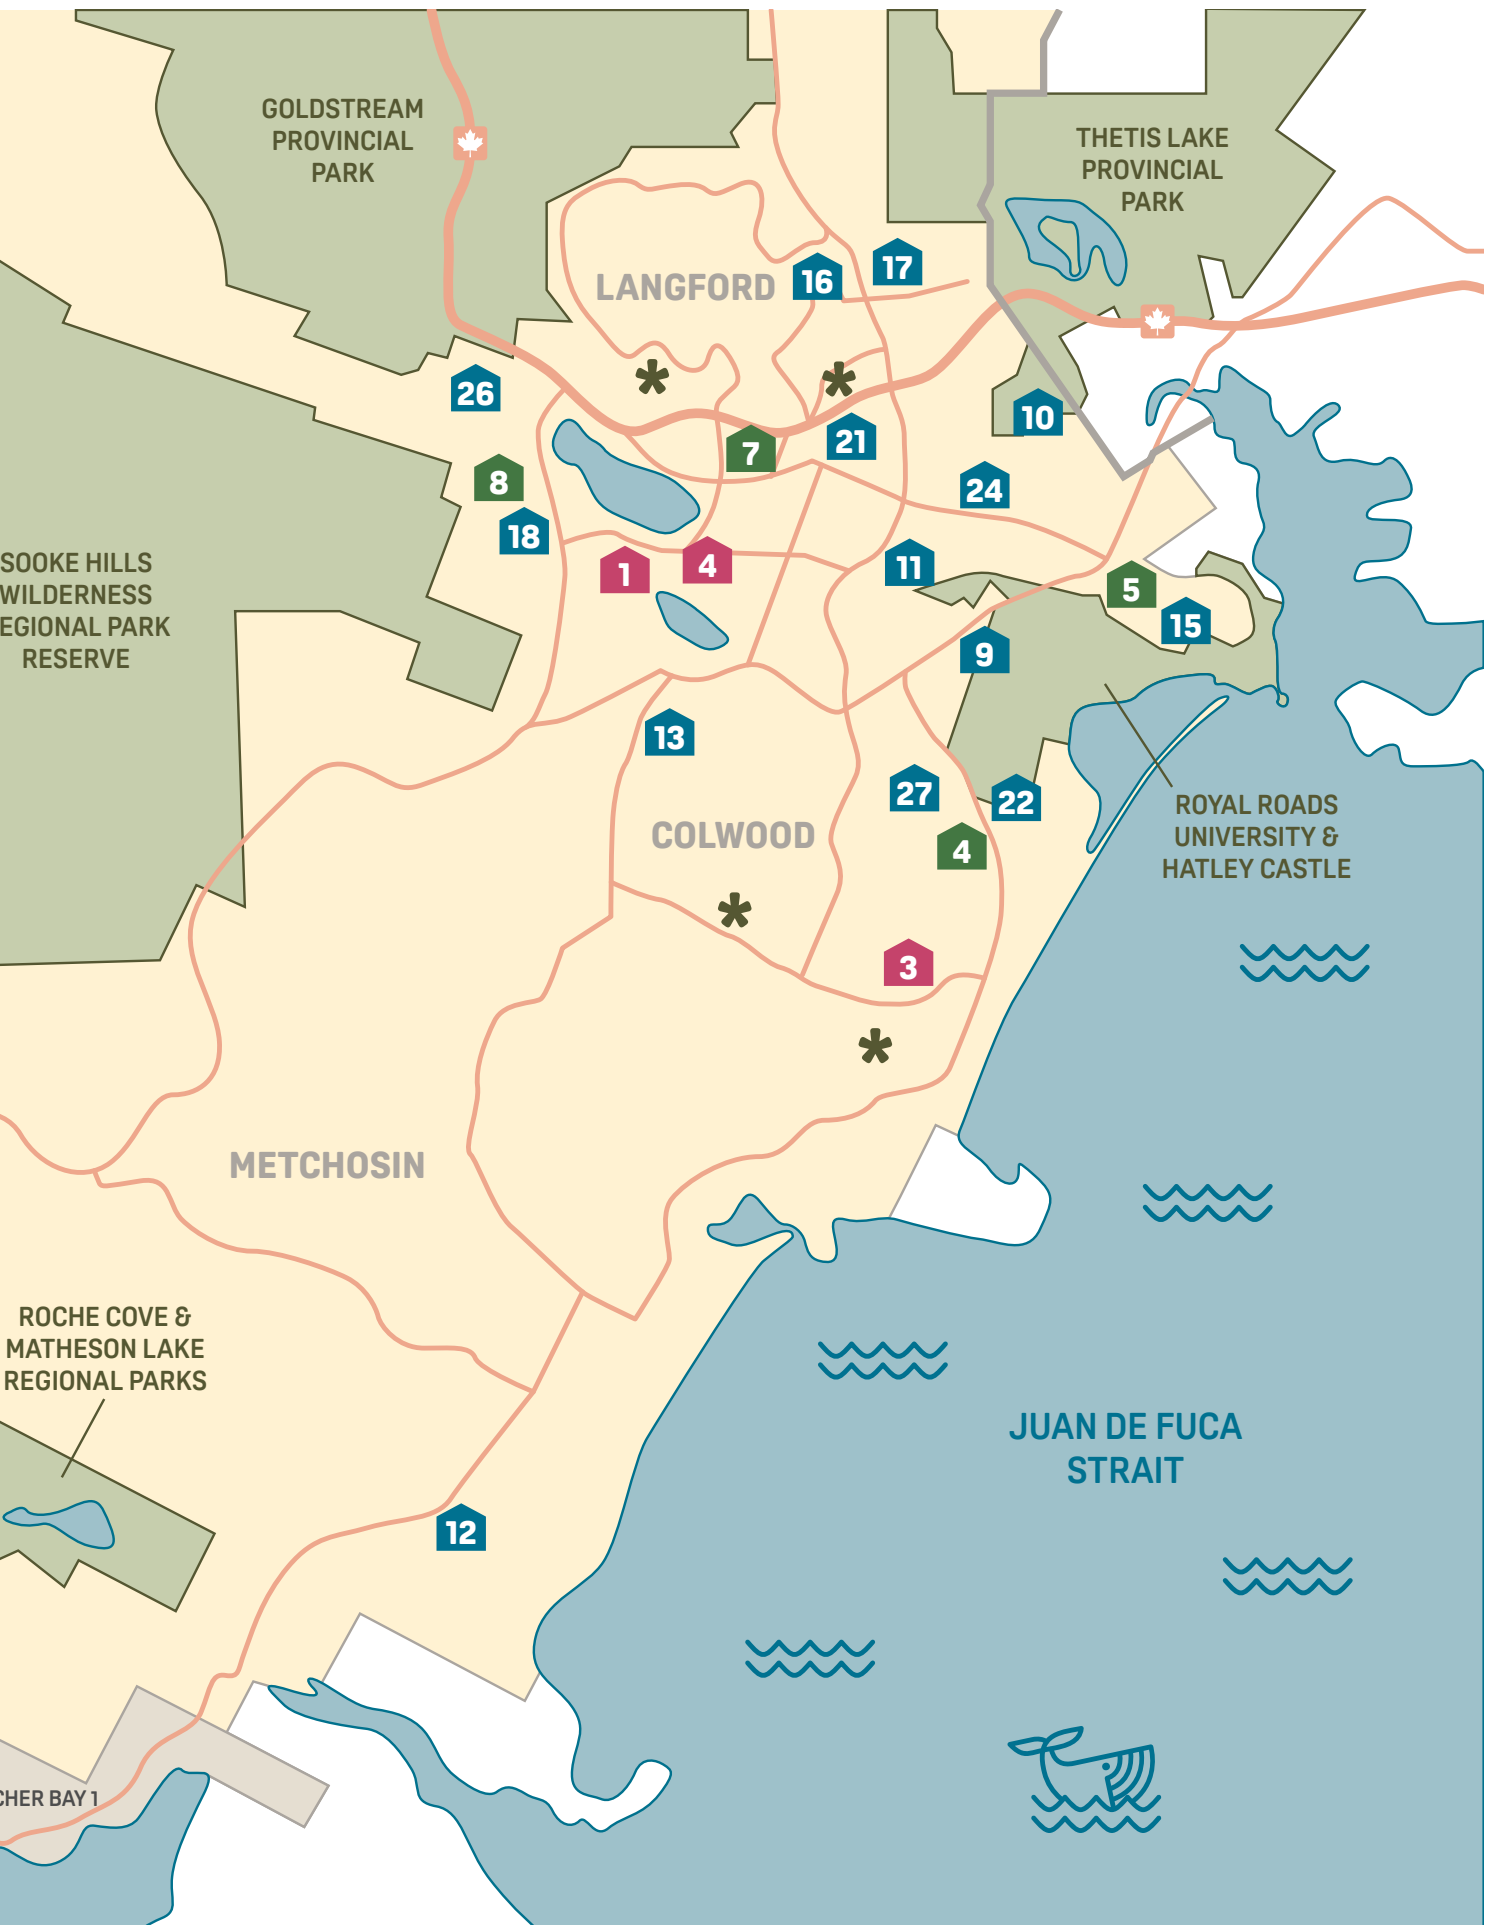 GOLDSTREAM
PROVINCIAL
PARK
THETIS LAKE
PROVINCIAL
PARK
LANGFORD
16
17
26
10
7
21
8
24
18
1
4
11
5
15
SOOKE HILLS
WILDERNESS
EGIONAL PARK
RESERVE
9
13
27
22
COLWOOD
4
ROYAL ROADS
UNIVERSITY &
HATLEY CASTLE
*
*
*
3
*
METCHOSIN
ROCHE COVE &
MATHESON LAKE
REGIONAL PARKS
JUAN DE FUCA
STRAIT
12
CHER BAY 1